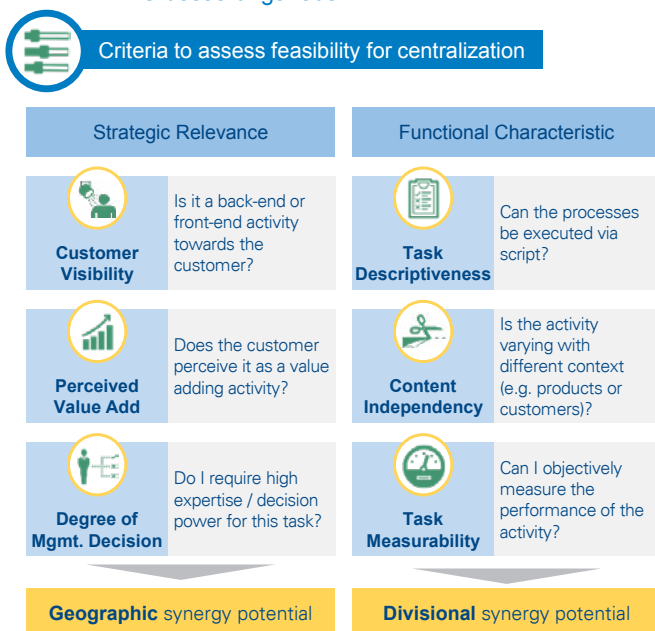 Criteria to assess feasibility for centralization
Strategic Relevance
Customer
Visibility
Is it a back-end or
front-end activity
towards the
customer?
Perceived
Value Add
Does the customer
perceive it as a value
adding activity?
Degree of
Mgmt. Decision
Do I require high
expertise / decision
power for this task?
Geographic synergy potential
Functional Characteristic
Task
Descriptiveness
Can the processes
be executed via
script?
Content
Independency
Is the activity
varying with
different context
(e.g. products or
customers)?
Task
Measurability
Can I objectively
measure the
performance of the
activity?
Divisional synergy potential